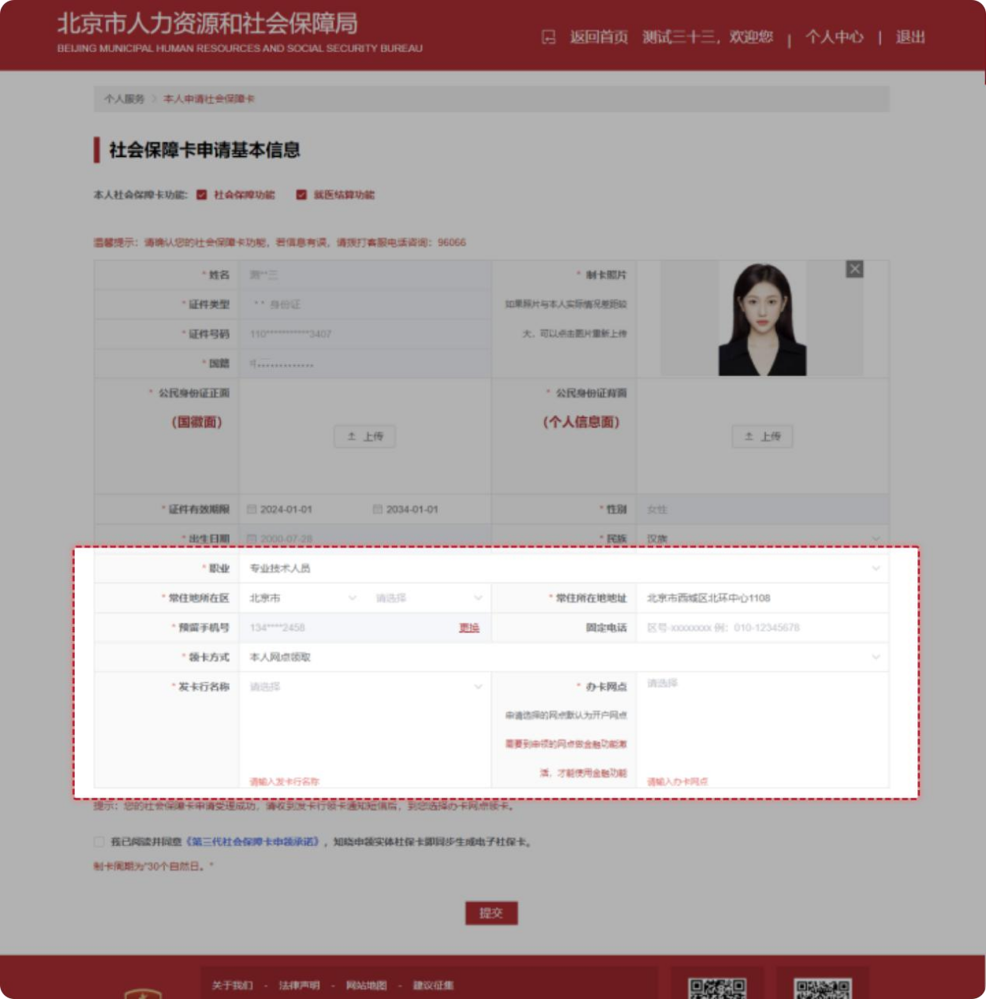 北京市人力资源和社会保障局
BEIJING MUNICIPAL HUMAN RESOURCES AND SOCIAL SECURITY BUREAU
返回首页 测试三十三，欢迎您 | 个人中心 | 退出
个人服务 > 本人申请社会保障卡
社会保障卡申请基本信息
本人社会保障卡功能: 社会保障功能 就医结算功能
温馨提示：请确认您的社会保障卡功能，若信息有误，请拨打客服电话咨询：96066
* 姓名 测**三
* 制卡照片
* 证件类型 ** 身份证
如果照片与本人实际情况差距较
* 证件号码 110***********3407
大，可以点击图片重新上传
* 国籍
* 公民身份证正面
(国徽面)
上传
* 公民身份证背面
(个人信息面)
上传
* 证件有效期限 2024-01-01 2034-01-01
* 性别 女性
* 出生日期 2000-07-28
* 民族 汉族
* 职业 专业技术人员
* 常住地所在区 北京市 请选择
* 常住所在地地址 北京市西城区北环中心1108
* 预留手机号 134****2458 更换
固定电话 区号-xxxxxxxx 例：010-12345678
* 领卡方式 本人网点领取
* 发卡行名称 请选择
请输入发卡行名称
* 办卡网点 请选择
申请选择的网点默认为开户网点
需要到申领的网点做金融功能激
活，才能使用金融功能
请输入办卡网点
提示：您的社会保障卡申请受理成功，请收到发卡行领卡通知短信后，到您选择办卡网点领卡。
我已阅读并同意《第三代社会保障卡申领承诺》，知晓申领实体社保卡即同步生成电子社保卡。
制卡周期为"30个自然日。"
提交
关于我们 - 法律声明 - 网站地图 - 建议征集